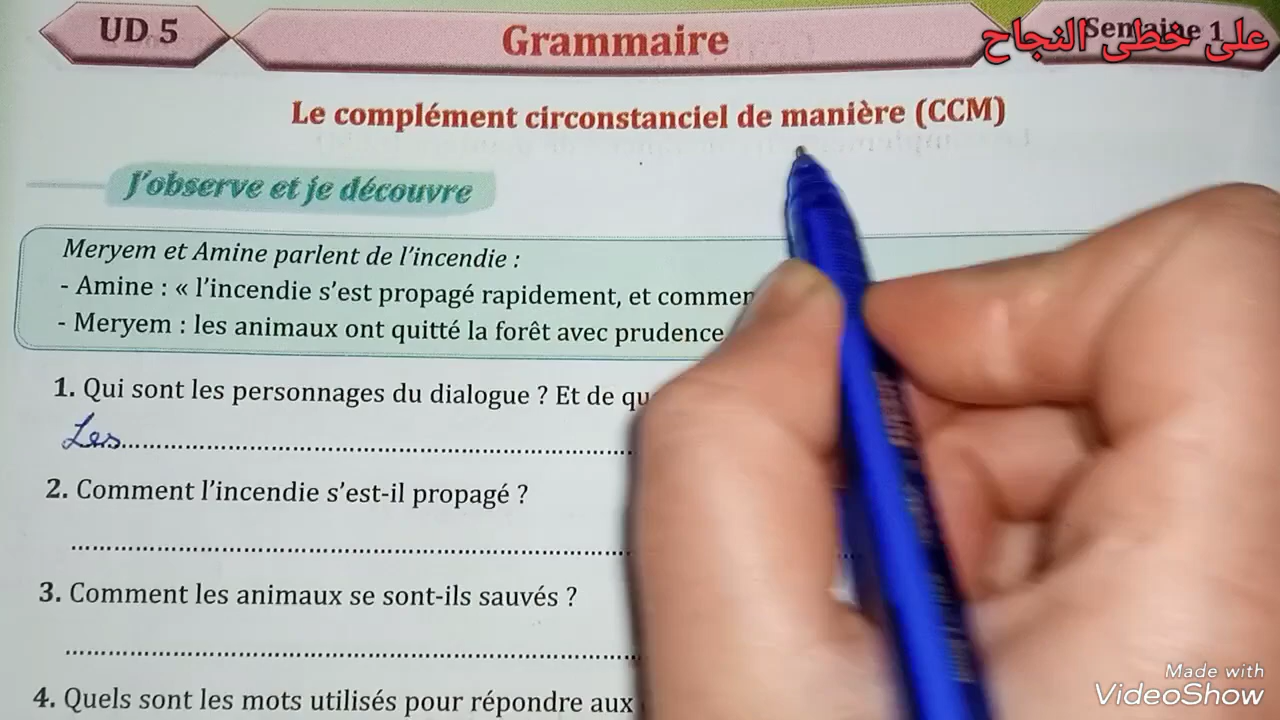 UD 5
Grammaire
Semaine 1
على خطى النجاح
Le complément circonstanciel de manière (CCM)
J'observe et je découvre
Meryem et Amine parlent de l'incendie :
- Amine : « l'incendie s'est propagé rapidement, et commen
- Meryem : les animaux ont quitté la forêt avec prudence
1. Qui sont les personnages du dialogue ? Et de qu
Les
2. Comment l'incendie s'est-il propagé ?
3. Comment les animaux se sont-ils sauvés ?
4. Quels sont les mots utilisés pour répondre aux
Made with
VideoShow